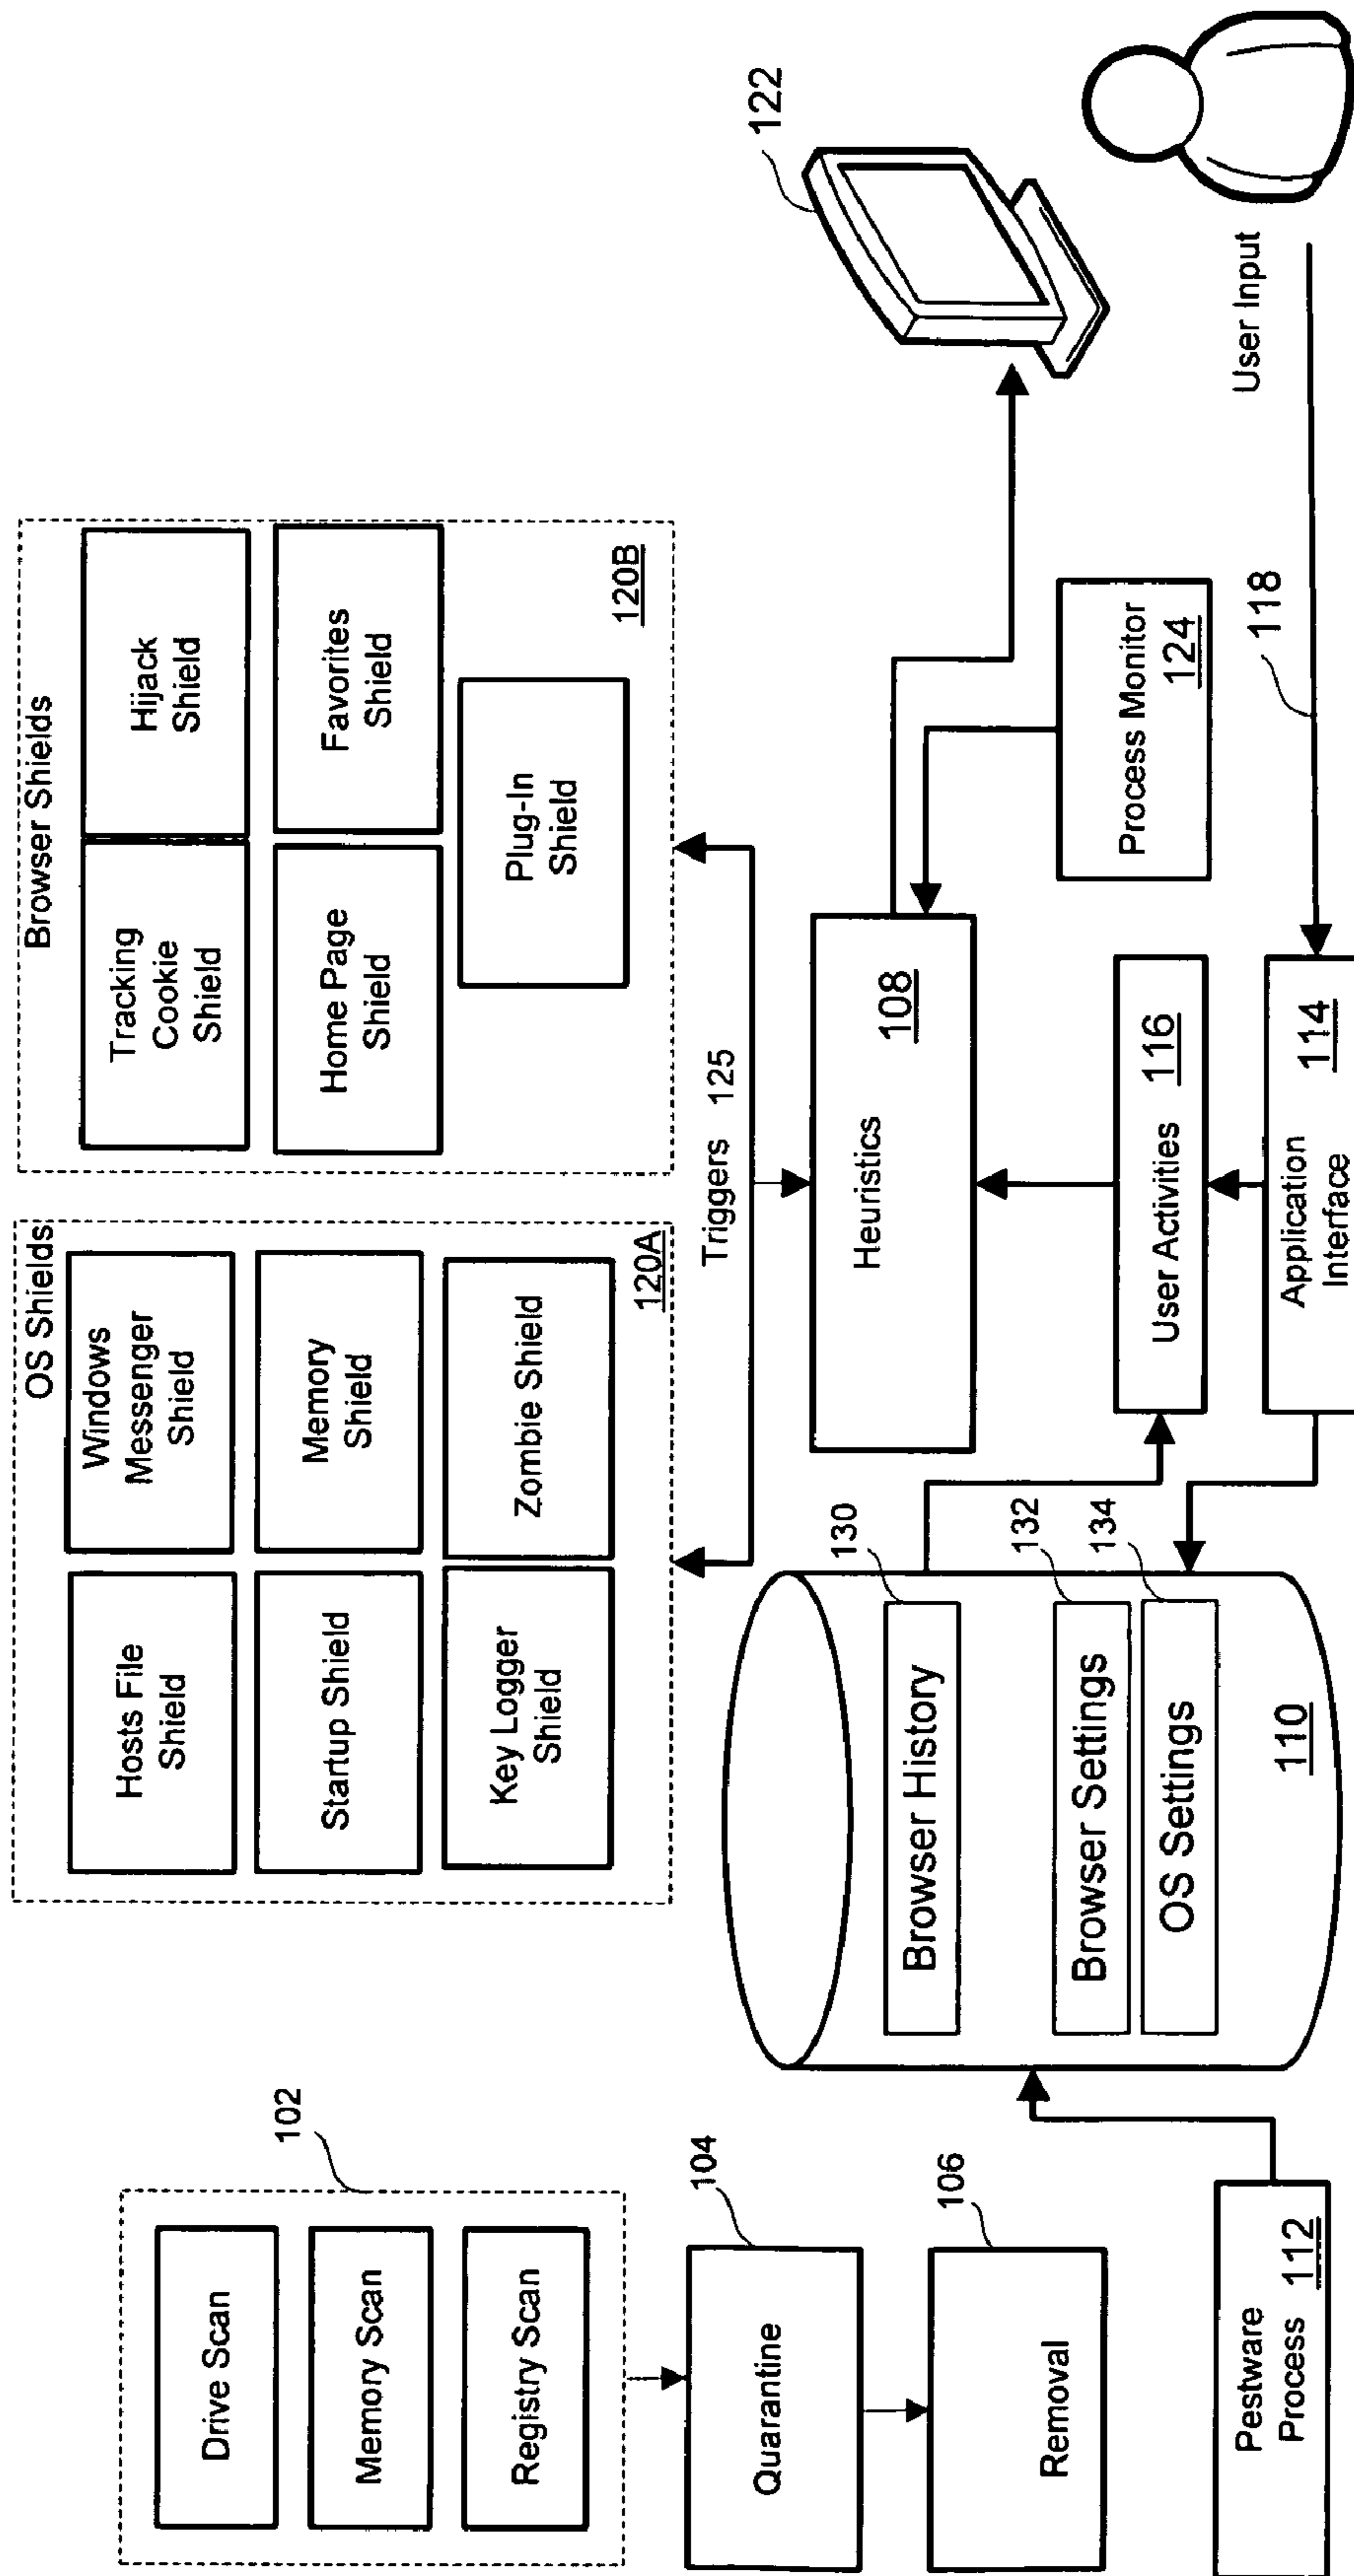 102
Drive Scan
Memory Scan
Registry Scan
104
Quarantine
106
Removal
Pestware
Process 112
OS Shields
Hosts File
Shield
Windows
Messenger
Shield
Startup Shield
Memory
Shield
Key Logger
Shield
Zombie Shield
120A
Browser Shields
Tracking
Cookie
Shield
Hijack
Shield
Home Page
Shield
Favorites
Shield
Plug-In
Shield
120B
Triggers 125
130
Browser History
132
Browser Settings
134
OS Settings
110
Heuristics
108
User Activities 116
Application
Interface
114
Process Monitor
124
122
118
User Input